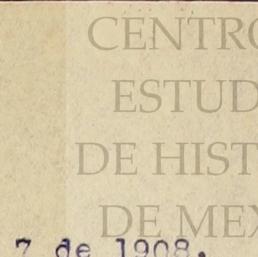 CENTRO
ESTUD
DE HIST
DE MEX
7 de 1908.